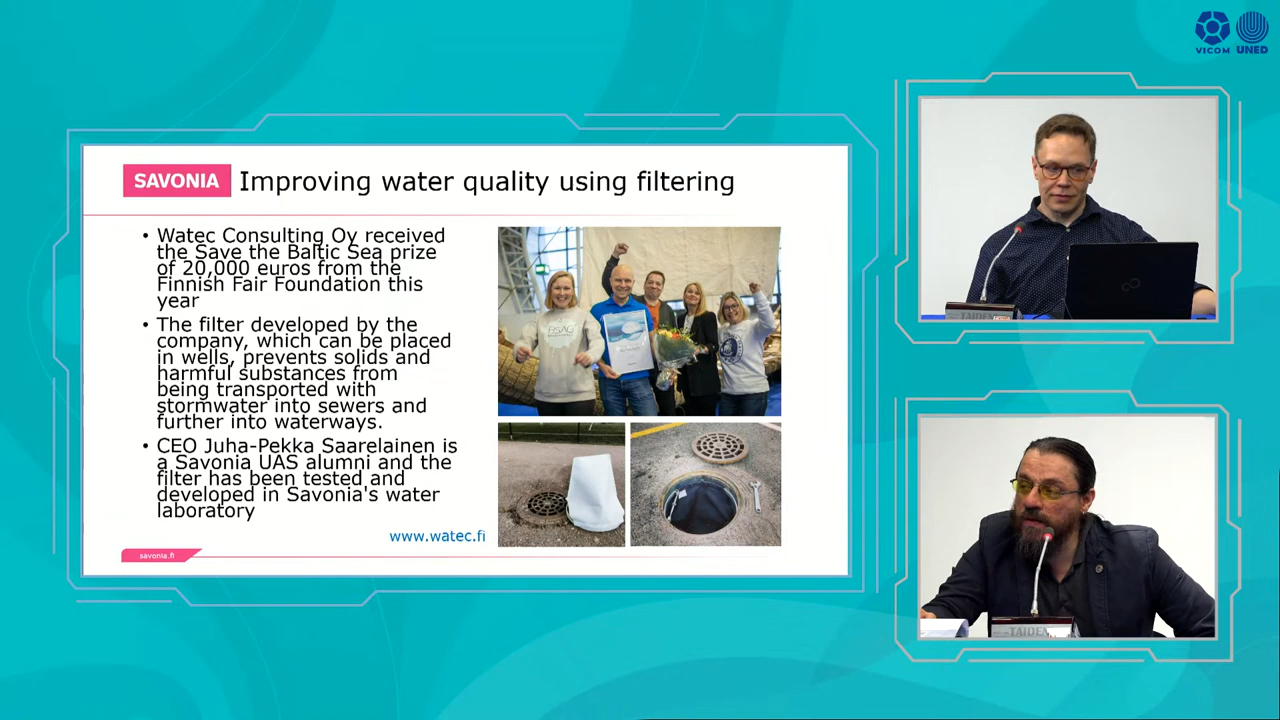 VICOM UNED
SAVONIA
Improving water quality using filtering
• Watec Consulting Oy received
the Save the Baltic Sea prize
of 20,000 euros from the
Finnish Fair Foundation this
year
• The filter developed by the
company, which can be placed
in wells, prevents solids and
harmful substances from
being transported with
stormwater into sewers and
further into waterways.
• CEO Juha-Pekka Saarelainen is
a Savonia UAS alumni and the
filter has been tested and
developed in Savonia's water
laboratory
www.watec.fi
savonia.fi
BSAG
TAIDEN
TAIDEN